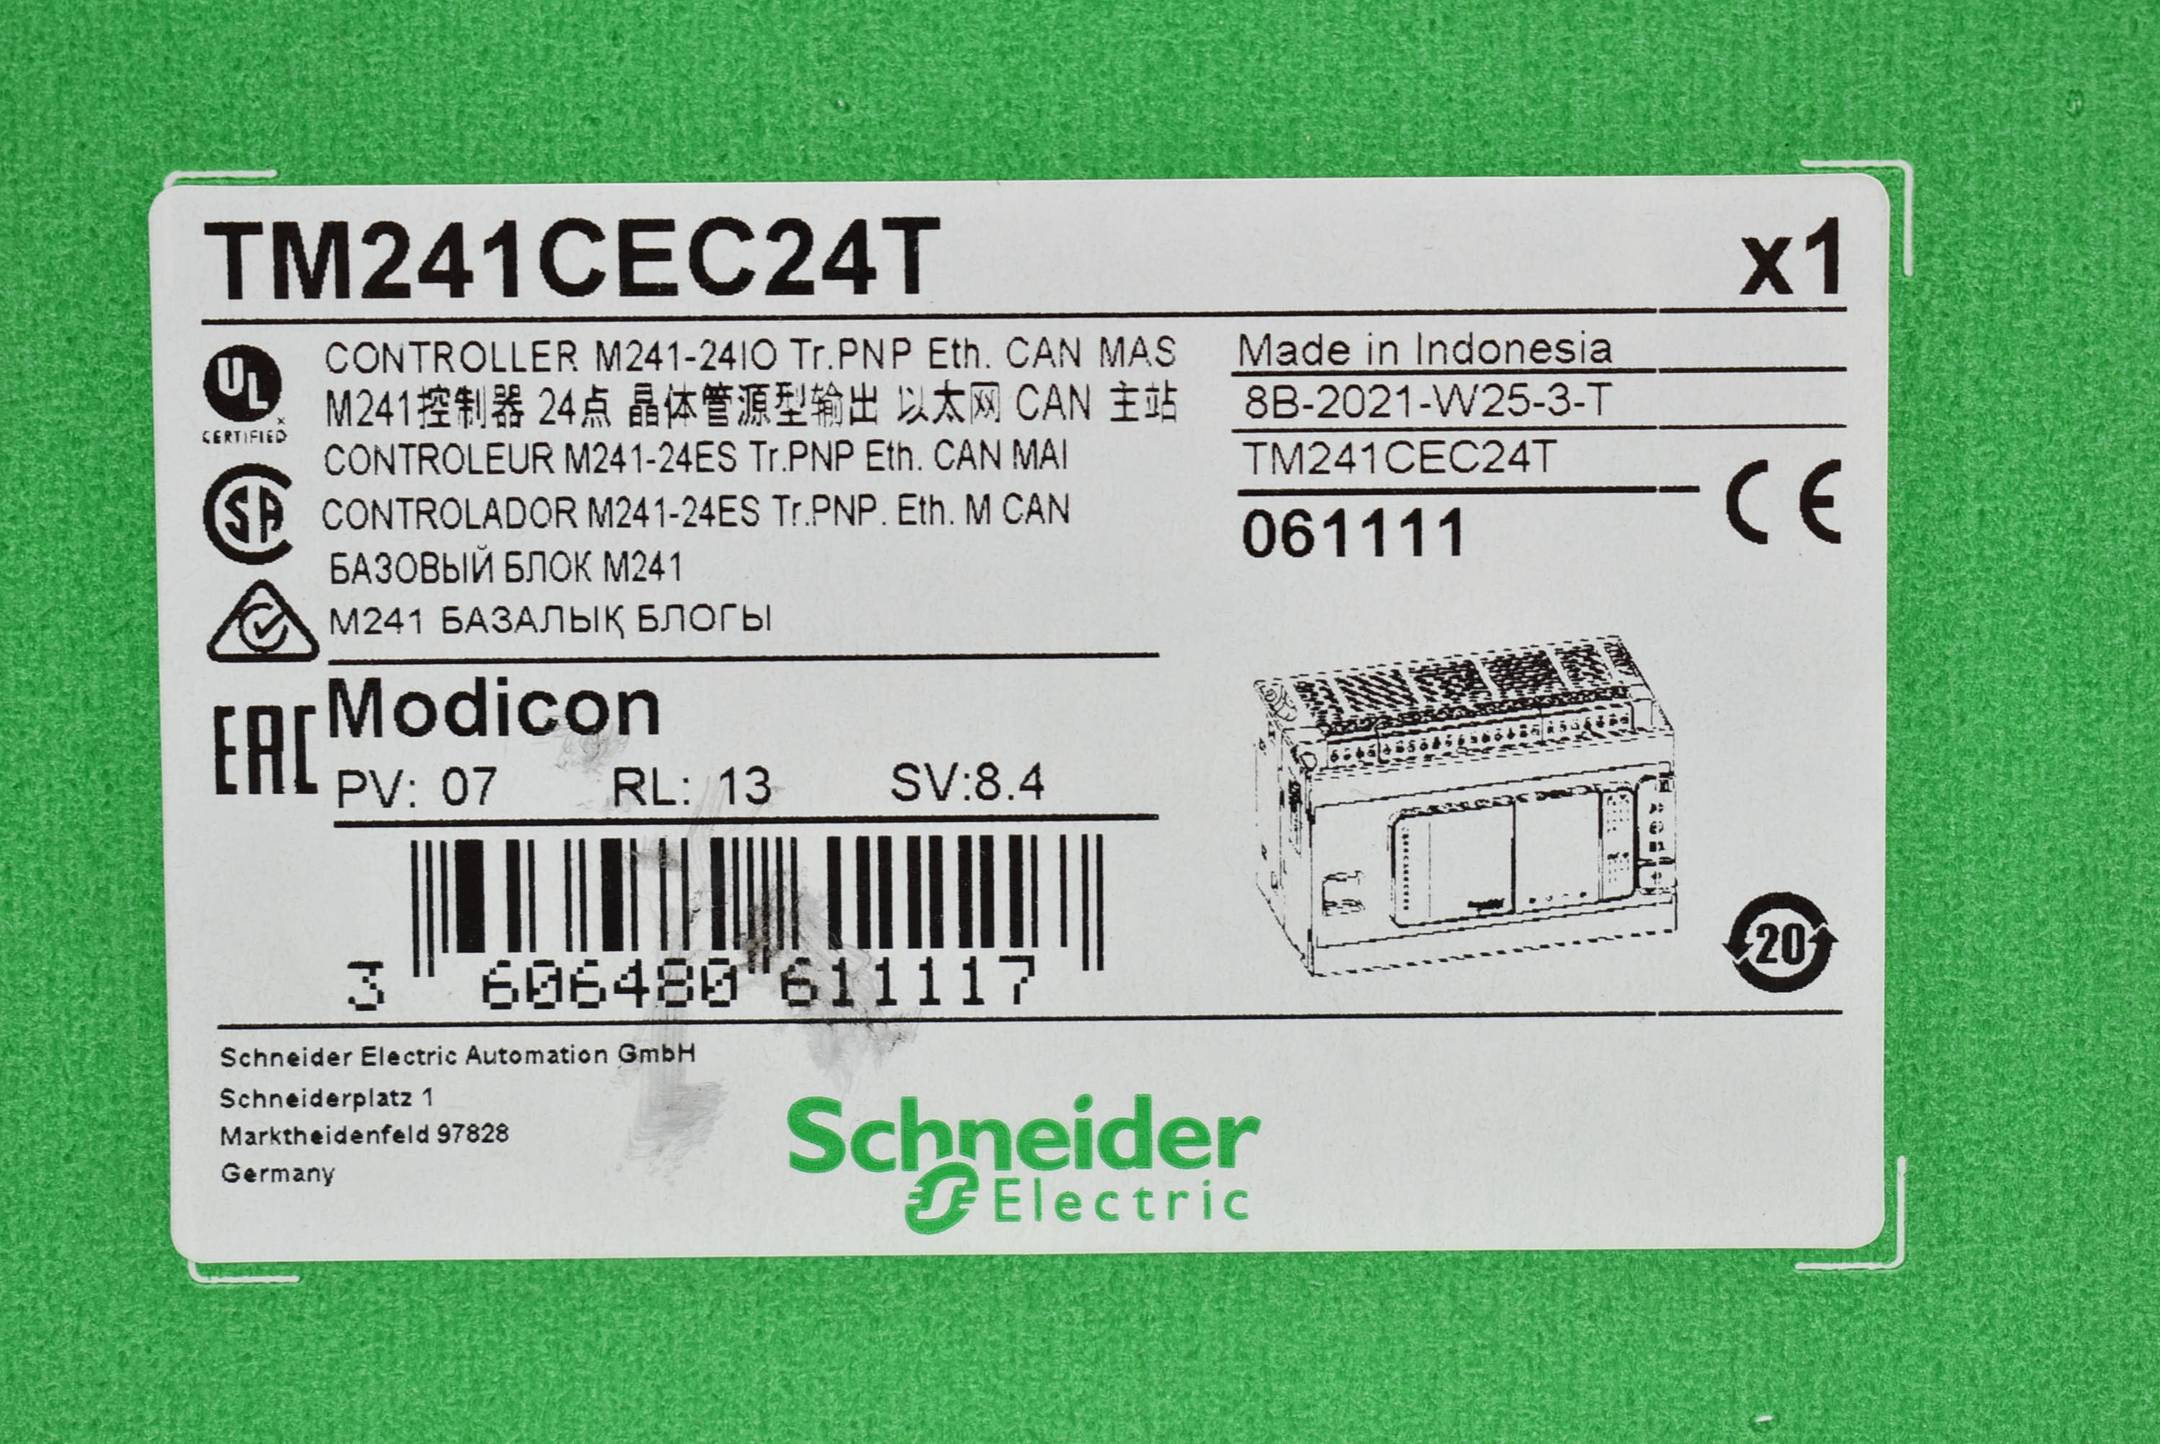 TM241CEC24T x1
CONTROLLER M241-24IO Tr.PNP Eth. CAN MAS
M241控制器 24点 晶体管源型输出 以太网 CAN 主站
CONTROLEUR M241-24ES Tr.PNP Eth. CAN MAI
CONTROLADOR M241-24ES Tr.PNP. Eth. M CAN
БАЗОВЫЙ БЛОК M241
M241 БАЗАЛЫҚ БЛОГЫ
Made in Indonesia
8B-2021-W25-3-T
TM241CEC24T
061111
CE
UL
CERTIFIED
SA
EAC
Modicon
PV: 07 RL: 13 SV:8.4
3 606480 611117
20
Schneider Electric Automation GmbH
Schneiderplatz 1
Marktheidenfeld 97828
Germany
Schneider
Electric